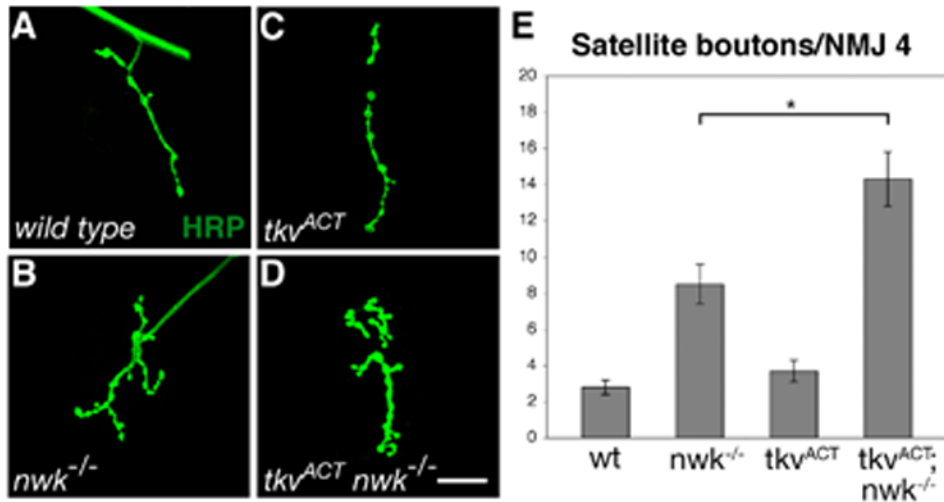 A
wild type HRP
B
nwk-/-
C
tkvACT
D
tkvACT nwk-/-
E
Satellite boutons/NMJ 4
20
18
16
14
12
10
8
6
4
2
0
*
wt nwk-/- tkvACT tkvACT;
nwk-/-